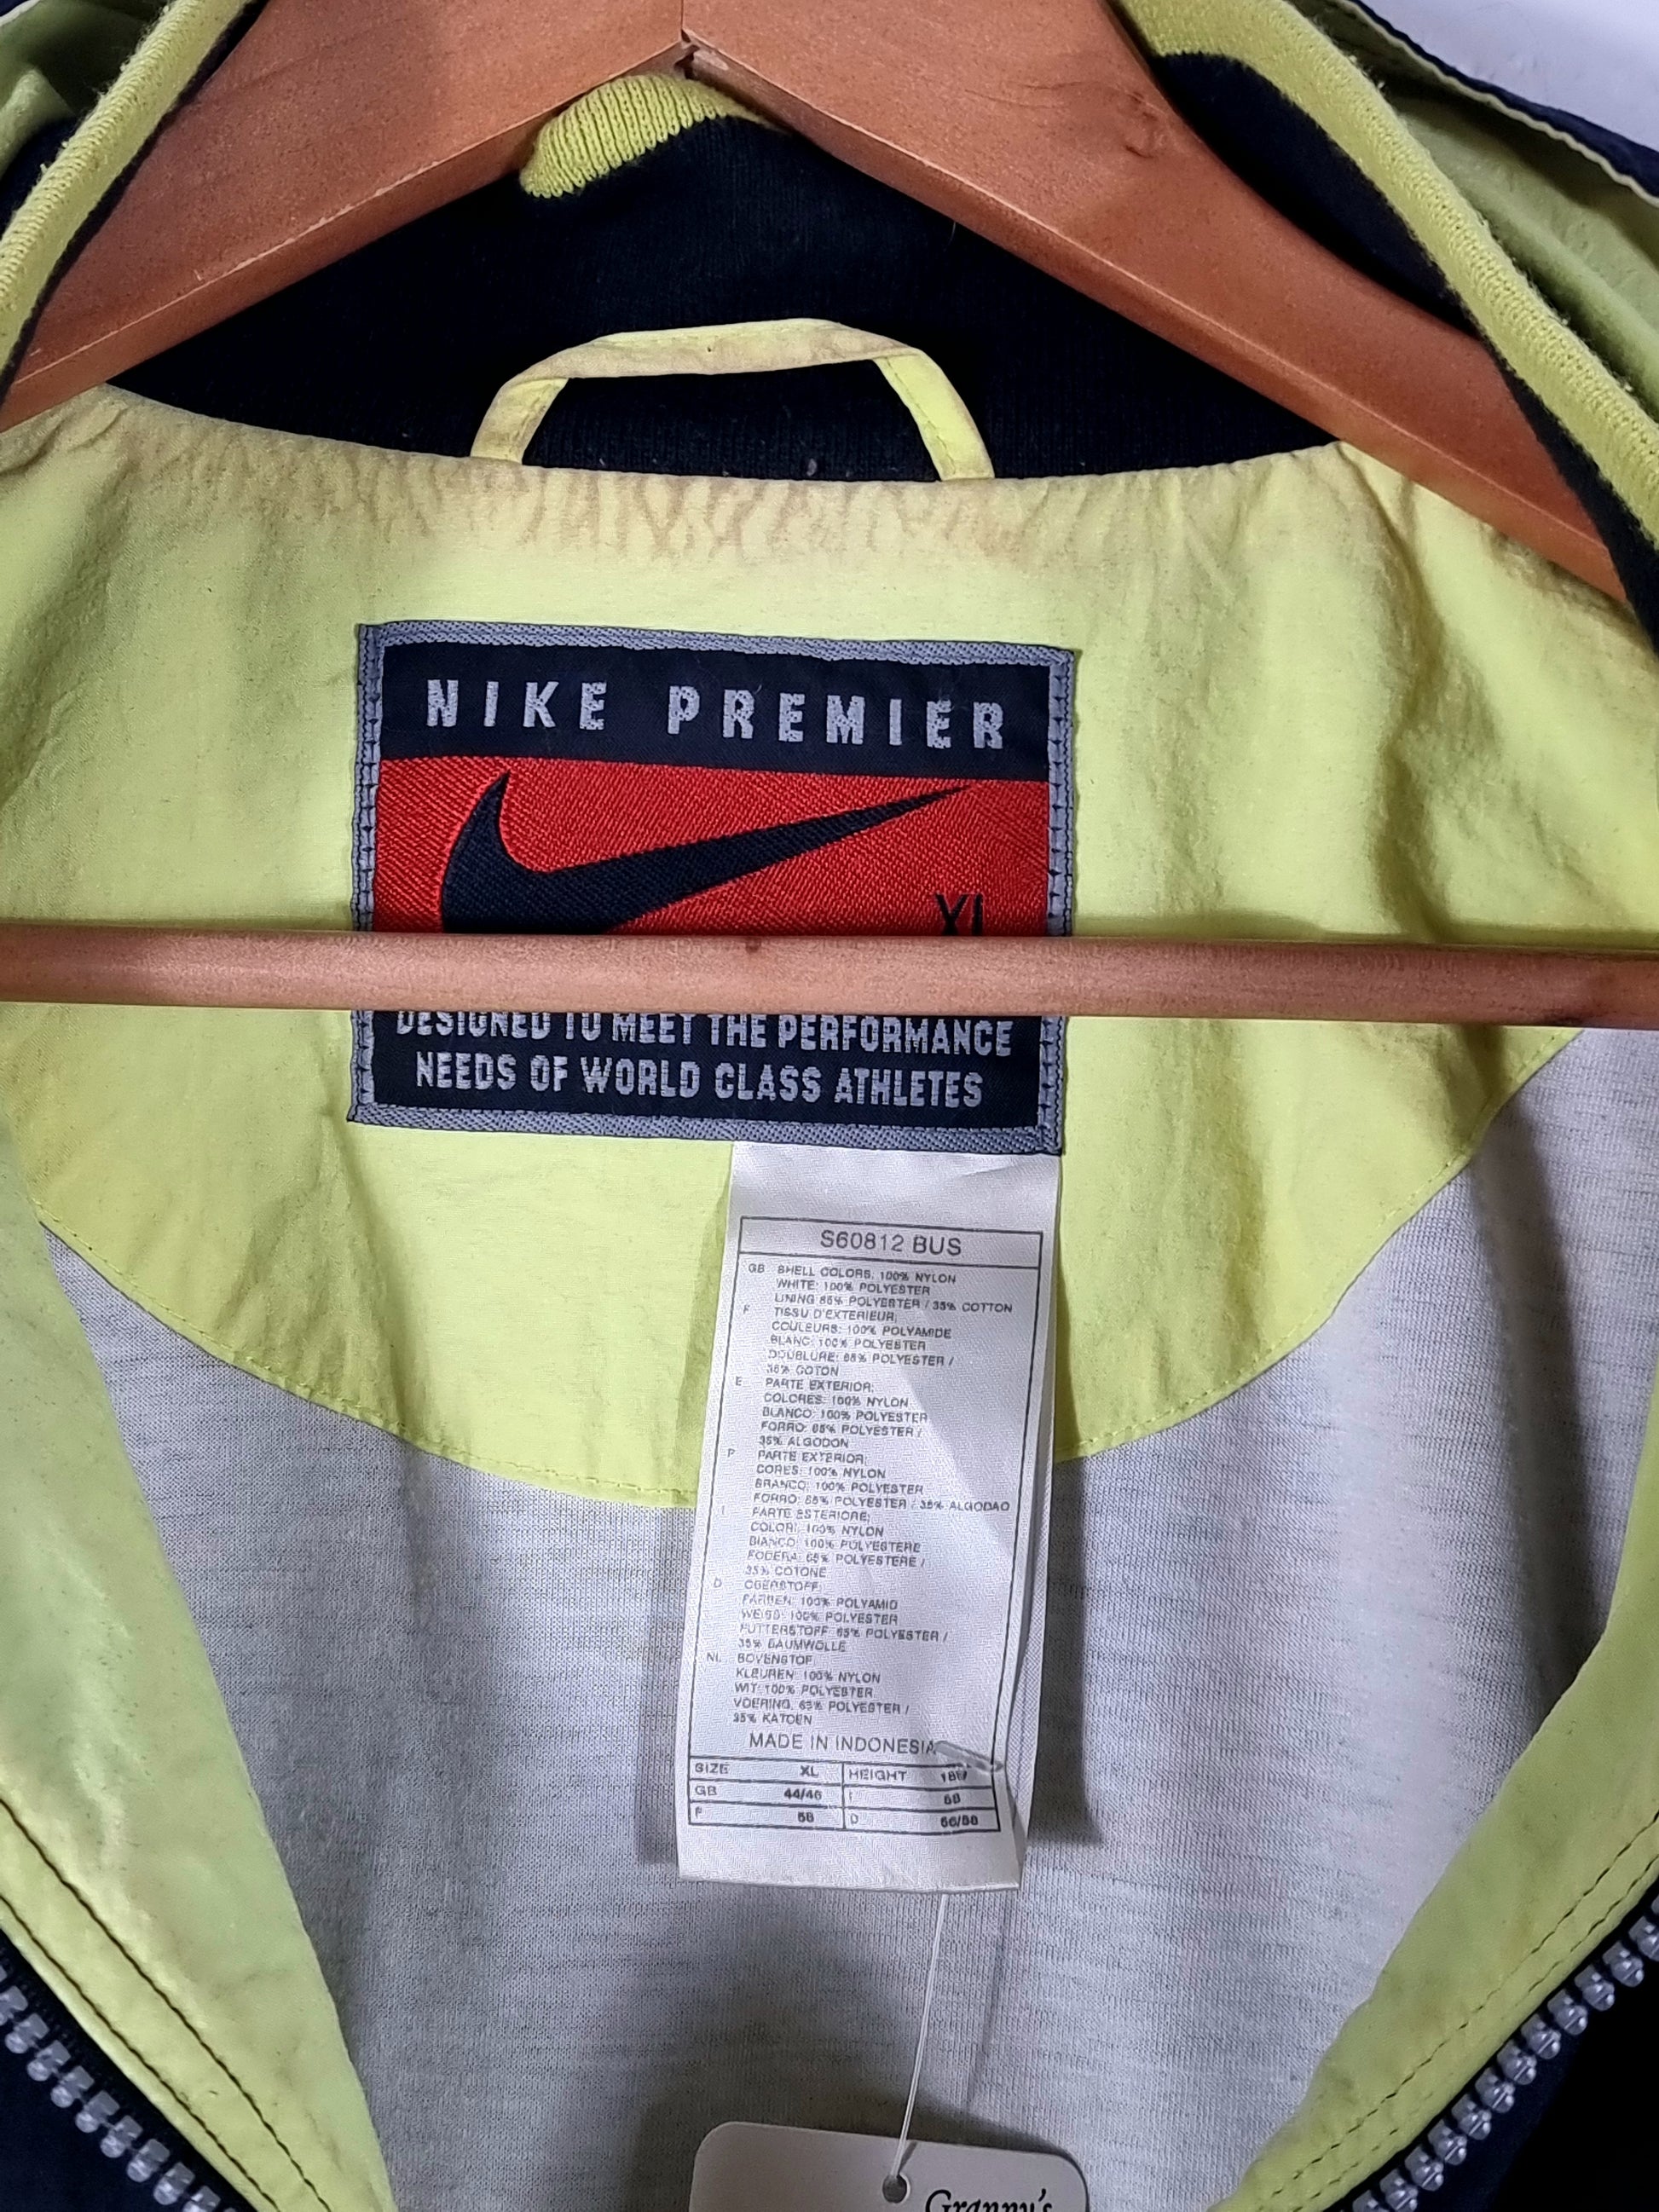 NIKE PREMIER
XL
DESIGNED TO MEET THE PERFORMANCE
NEEDS OF WORLD CLASS ATHLETES
S60812 BUS
GB SHELL COLORS: 100% NYLON
WHITE: 100% POLYESTER
LINING 65% POLYESTER / 35% COTTON
F TISSU D'EXTERIEUR;
COULEURS: 100% POLYAMIDE
BLANC: 100% POLYESTER
DOUBLURE: 65% POLYESTER /
35% COTON
E PARTE EXTERIOR;
COLORES: 100% NYLON
BLANCO: 100% POLYESTER
FORRO: 65% POLYESTER /
35% ALGODON
P PARTE EXTERIOR;
CORES: 100% NYLON
BRANCO: 100% POLYESTER
FORRO: 65% POLYESTER / 35% ALGODAO
I PARTE ESTERIORE;
COLORI: 100% NYLON
BIANCO: 100% POLYESTERE
FODERA: 65% POLYESTERE /
35% COTONE
D OBERSTOFF;
FARBEN: 100% POLYAMID
WEISS: 100% POLYESTER
FUTTERSTOFF: 65% POLYESTER /
35% BAUMWOLLE
NL BOVENSTOF;
KLEUREN: 100% NYLON
WIT: 100% POLYESTER
VOERING: 65% POLYESTER /
35% KATOEN
MADE IN INDONESIA
SIZE XL HEIGHT
GB 44/46 I
F 58 D 56/58
Granny's